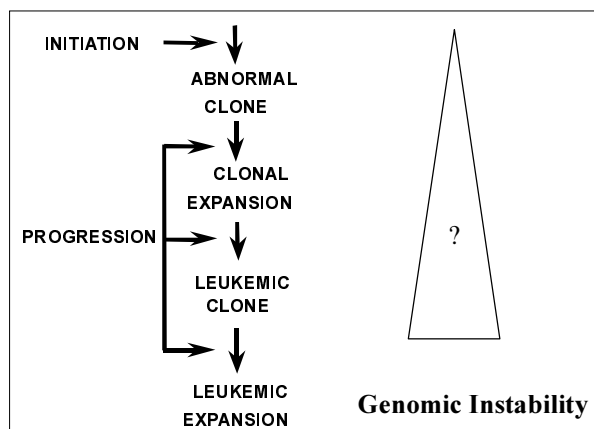 INITIATION
ABNORMAL
CLONE
CLONAL
EXPANSION
PROGRESSION
LEUKEMIC
CLONE
LEUKEMIC
EXPANSION
?
Genomic Instability